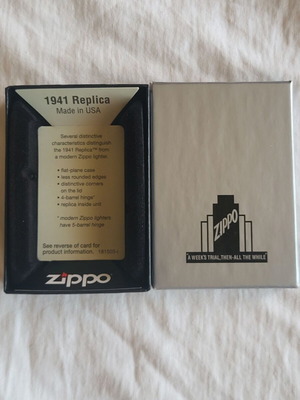 1941 Replica
Made in USA
Several distinctive
characteristics distinguish
the 1941 Replica™ from
a modern Zippo lighter:
• flat-plane case
• less rounded edges
• distinctive corners
on the lid
• 4-barrel hinge*
• replica inside unit
* modern Zippo lighters
have 5-barrel hinge
See reverse of card for
product information.
zippo
ZIPPO
"A WEEK'S TRIAL, THEN-ALL THE WHILE"